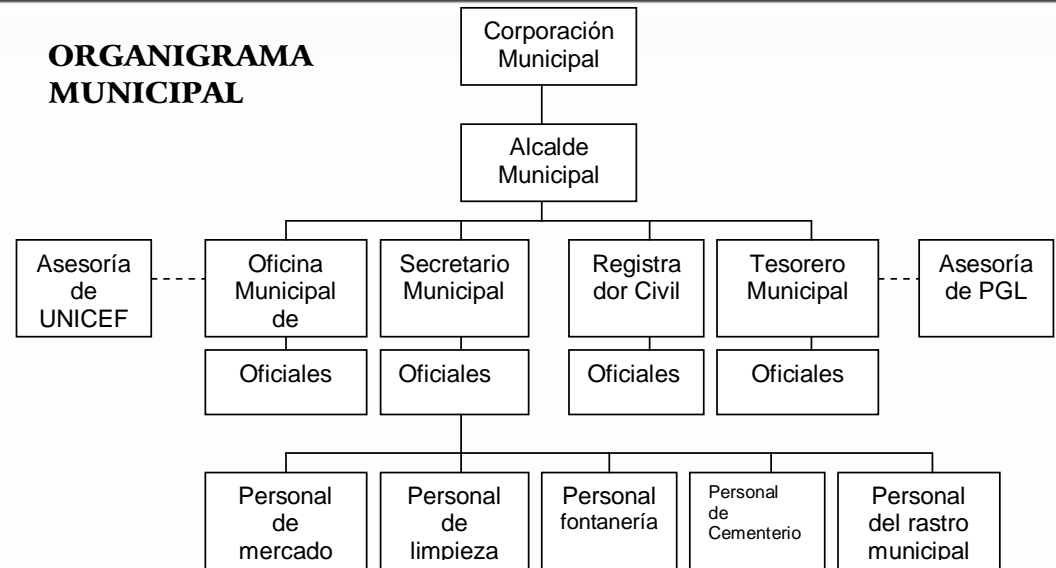 ORGANIGRAMA
MUNICIPAL
Corporación
Municipal
Alcalde
Municipal
Asesoría
de
UNICEF
Oficina
Municipal
de
Secretario
Municipal
Registra
dor Civil
Tesorero
Municipal
Asesoría
de PGL
Oficiales
Oficiales
Oficiales
Oficiales
Personal
de
mercado
Personal
de
limpieza
Personal
fontanería
Personal
de
Cementerio
Personal
del rastro
municipal